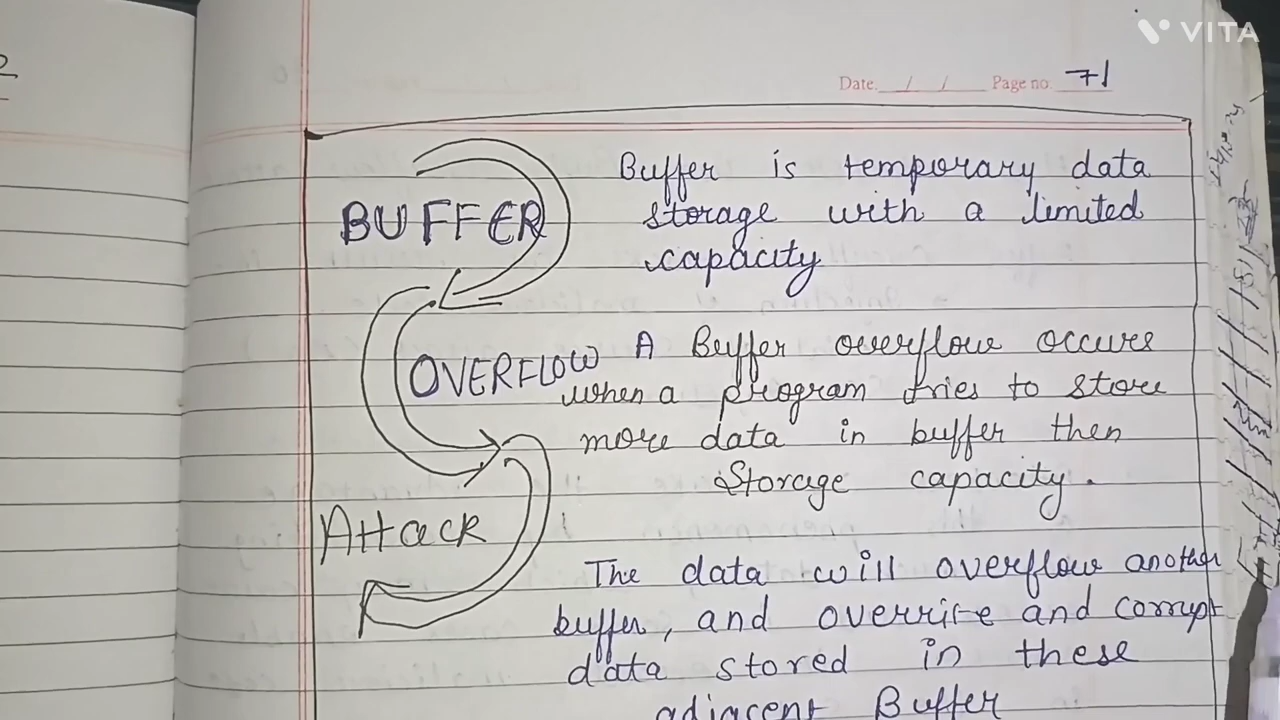 VITA
Date. / / Page no. 71
BUFFER
Buffer is temporary data
storage with a limited
capacity
OVERFLOW
A Buffer overflow occurs
when a program tries to store
more data in buffer then
Storage capacity.
Attack
The data will overflow another
buffer, and overrite and corrupt
data stored in these
adjacent Buffer